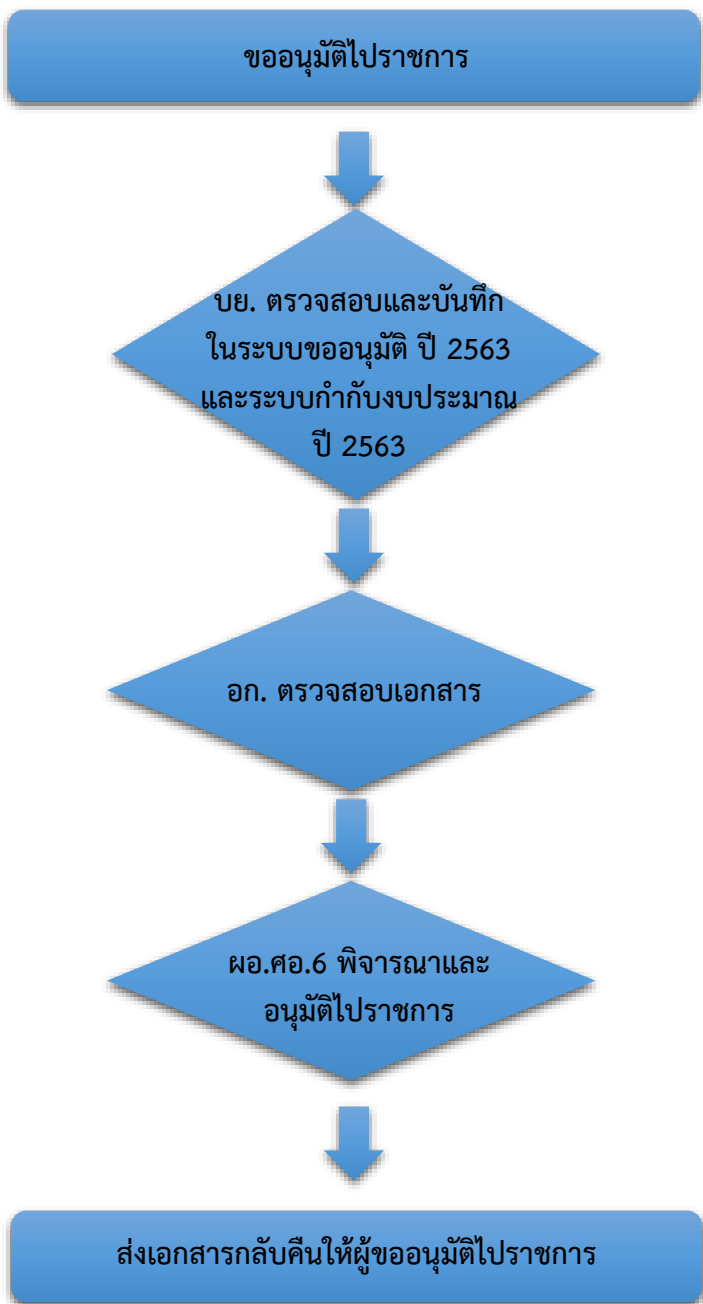 ขออนุมัติไปราชการ
บย. ตรวจสอบและบันทึก
ในระบบขออนุมัติ ปี 2563
และระบบกำกับงบประมาณ
ปี 2563
อก. ตรวจสอบเอกสาร
ผอ.ศอ.6 พิจารณาและ
อนุมัติไปราชการ
ส่งเอกสารกลับคืนให้ผู้ขออนุมัติไปราชการ